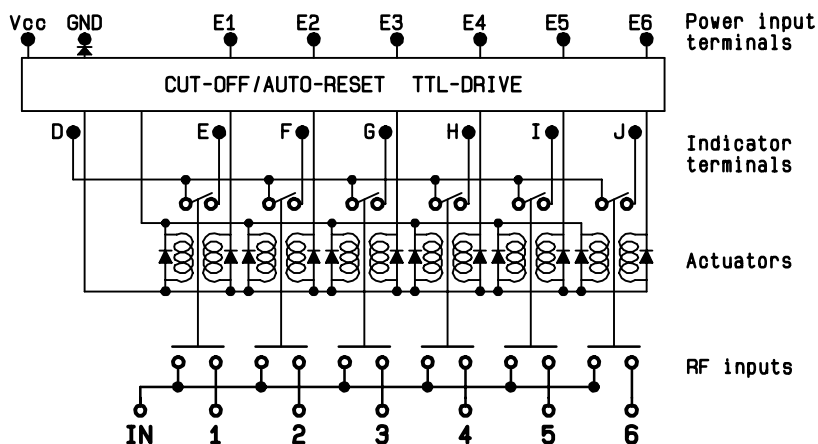 Vcc GND E1 E2 E3 E4 E5 E6 Power input
terminals
CUT-OFF/AUTO-RESET TTL-DRIVE
D E F G H I J Indicator
terminals
Actuators
RF inputs
IN 1 2 3 4 5 6